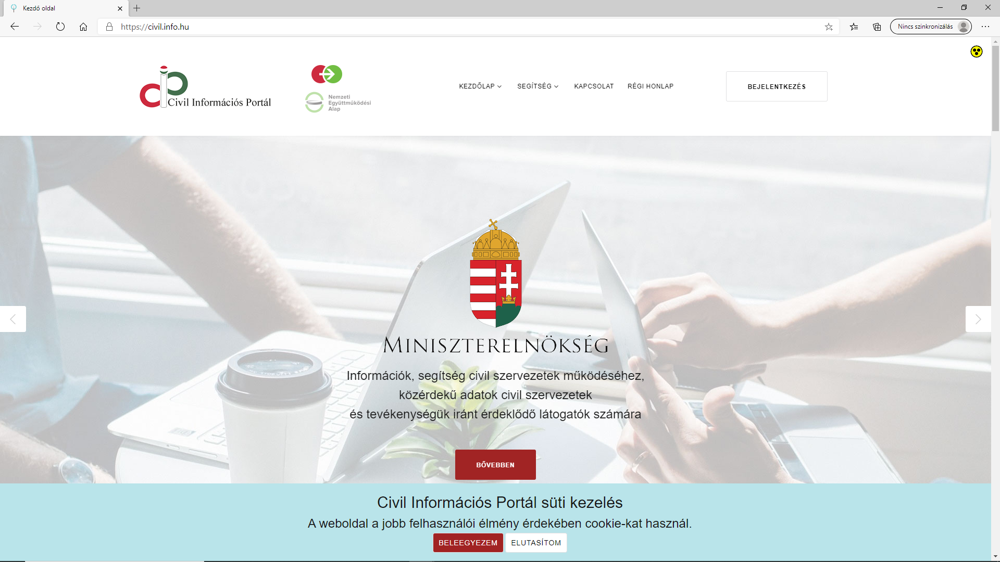 Kezdő oldal
https://civil.info.hu
Nincs szinkronizálás
Civil Információs Portál
Nemzeti
Együttműködési
Alap
KEZDŐLAP
SEGÍTSÉG
KAPCSOLAT
RÉGI HONLAP
BEJELENTKEZÉS
MINISZTERELNÖKSÉG
Információk, segítség civil szervezetek működéséhez,
közérdekű adatok civil szervezetek
és tevékenységük iránt érdeklődő látogatók számára
BŐVEBBEN
Civil Információs Portál süti kezelés
A weboldal a jobb felhasználói élmény érdekében cookie-kat használ.
BELEEGYEZEM
ELUTASÍTOM